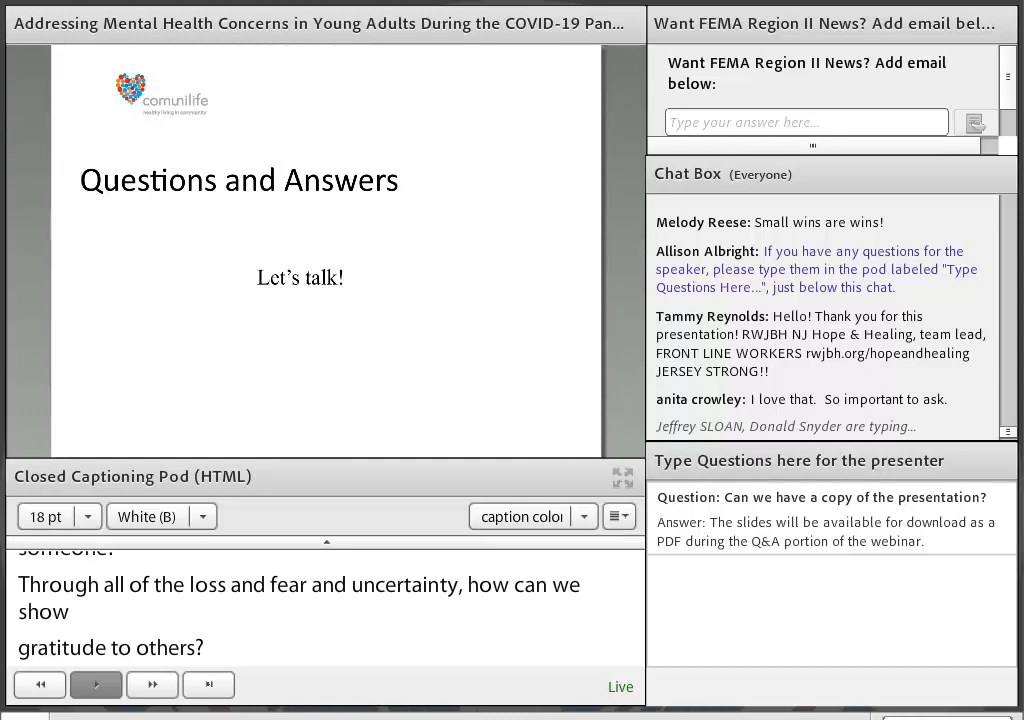 Addressing Mental Health Concerns in Young Adults During the COVID-19 Pan...
comunilife
healthy living in community
Questions and Answers
Let's talk!
Closed Captioning Pod (HTML)
18 pt
White (B)
caption color
someone?
Through all of the loss and fear and uncertainty, how can we
show
gratitude to others?
Live
Want FEMA Region II News? Add email bel...
Want FEMA Region II News? Add email
below:
Type your answer here...
Chat Box (Everyone)
Melody Reese: Small wins are wins!
Allison Albright: If you have any questions for the
speaker, please type them in the pod labeled "Type
Questions Here...", just below this chat.
Tammy Reynolds: Hello! Thank you for this
presentation! RWJBH NJ Hope & Healing, team lead,
FRONT LINE WORKERS rwjbh.org/hopeandhealing
JERSEY STRONG!!
anita crowley: I love that. So important to ask.
Jeffrey SLOAN, Donald Snyder are typing...
Type Questions here for the presenter
Question: Can we have a copy of the presentation?
Answer: The slides will be available for download as a
PDF during the Q&A portion of the webinar.